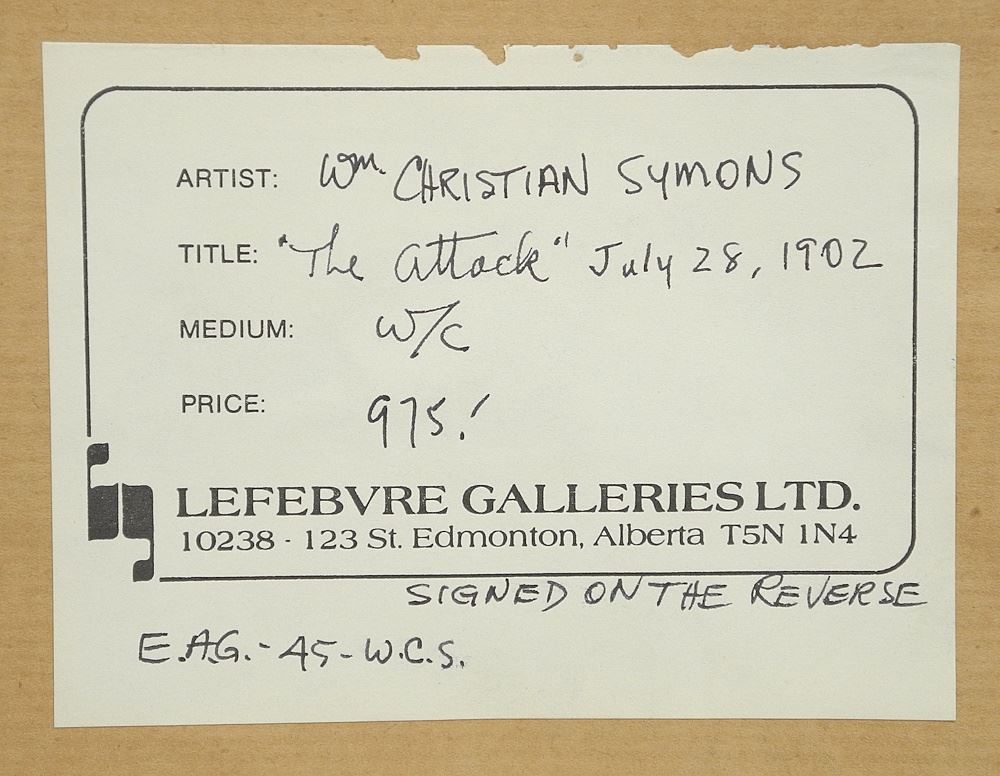 ARTIST: Wm. CHRISTIAN SYMONS
TITLE: "The Attack" July 28, 1902
MEDIUM: W/C
PRICE: 975.-
LEFEBVRE GALLERIES LTD.
10238 - 123 St. Edmonton, Alberta T5N 1N4
SIGNED ON THE REVERSE
E.A.G.-45-W.C.S.